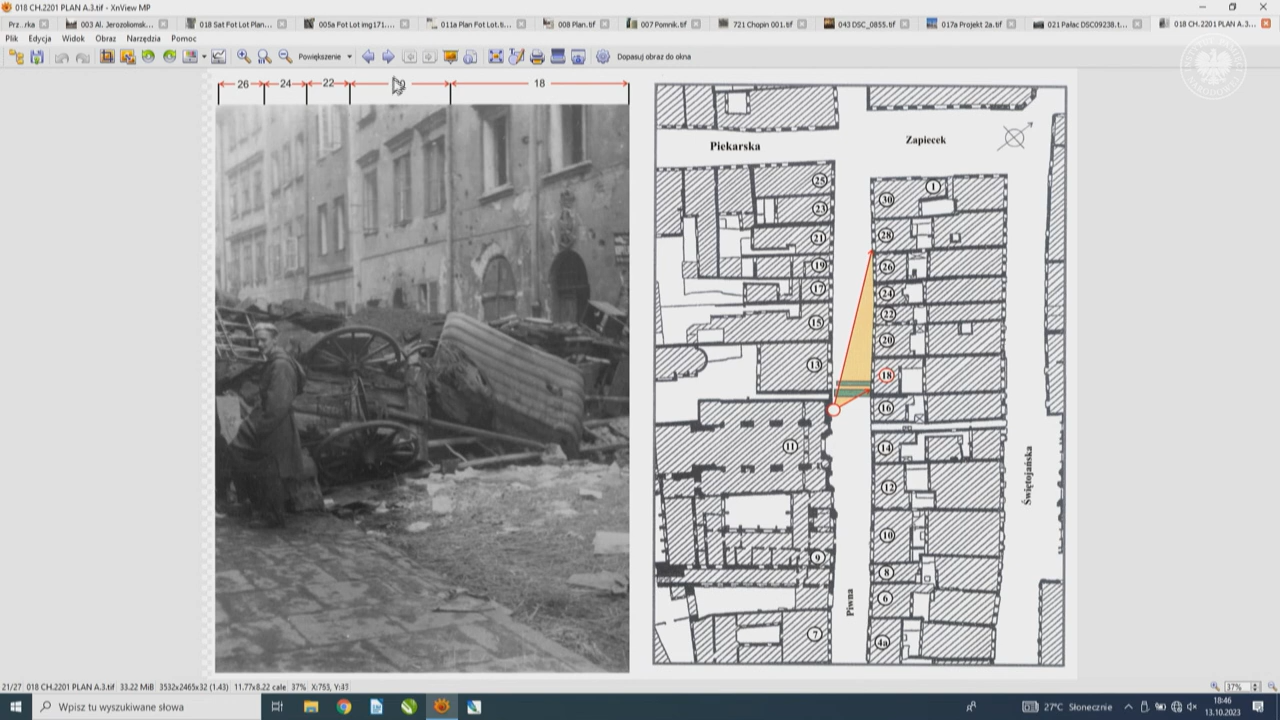 018 CH.2201 PLAN A.3.tif - XnView MP
Prz...rka
003 Al. Jerozolomsk...
018 Sat Fot Lot Plan...
005a Fot Lot img171....
011a Plan Fot Lot.ti...
008 Plan.tif
007 Pomnik.tif
721 Chopin 001.tif
043 DSC_0855.tif
017a Projekt 2a.tif
021 Pałac DSC09238.t...
018 CH.2201 PLAN A.3...
Plik Edycja Widok Obraz Narzędzia Pomoc
Powiększenie
Dopasuj obraz do okna
26 24 22 18
Piekarska
Zapiecek
25
23
21
19
17
15
13
11
9
7
1
30
28
26
24
22
20
18
16
14
12
10
8
6
4a
Piwna
Świętojańska
21/27 018 CH.2201 PLAN A.3.tif 33.22 MiB 3532x2465x32 (1.43) 11.77x8.22 cale 37% X:753, Y:43
37%
Wpisz tu wyszukiwane słowa
27°C Słonecznie
18:46
13.10.2023